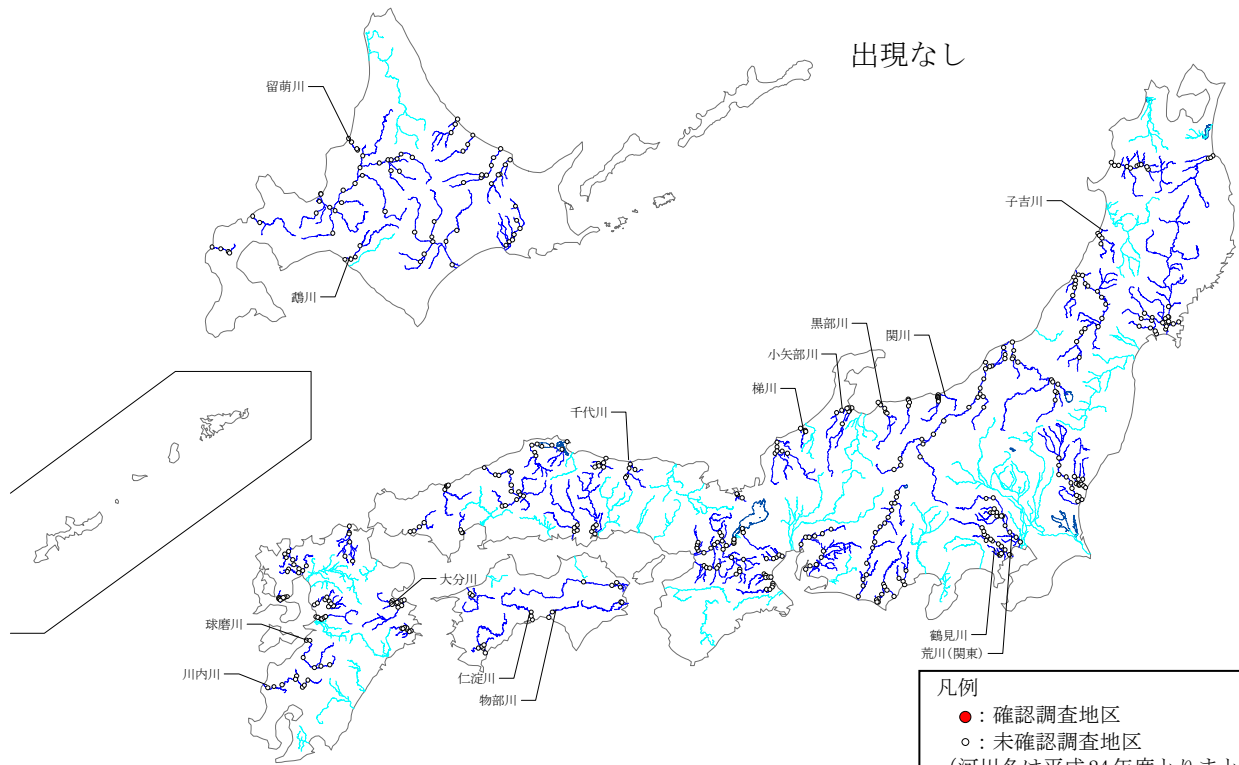 出現なし
留萌川
子吉川
鵡川
黒部川
関川
小矢部川
梯川
千代川
大分川
球磨川
鶴見川
荒川(関東)
川内川
仁淀川
物部川
凡例
●：確認調査地区
○：未確認調査地区